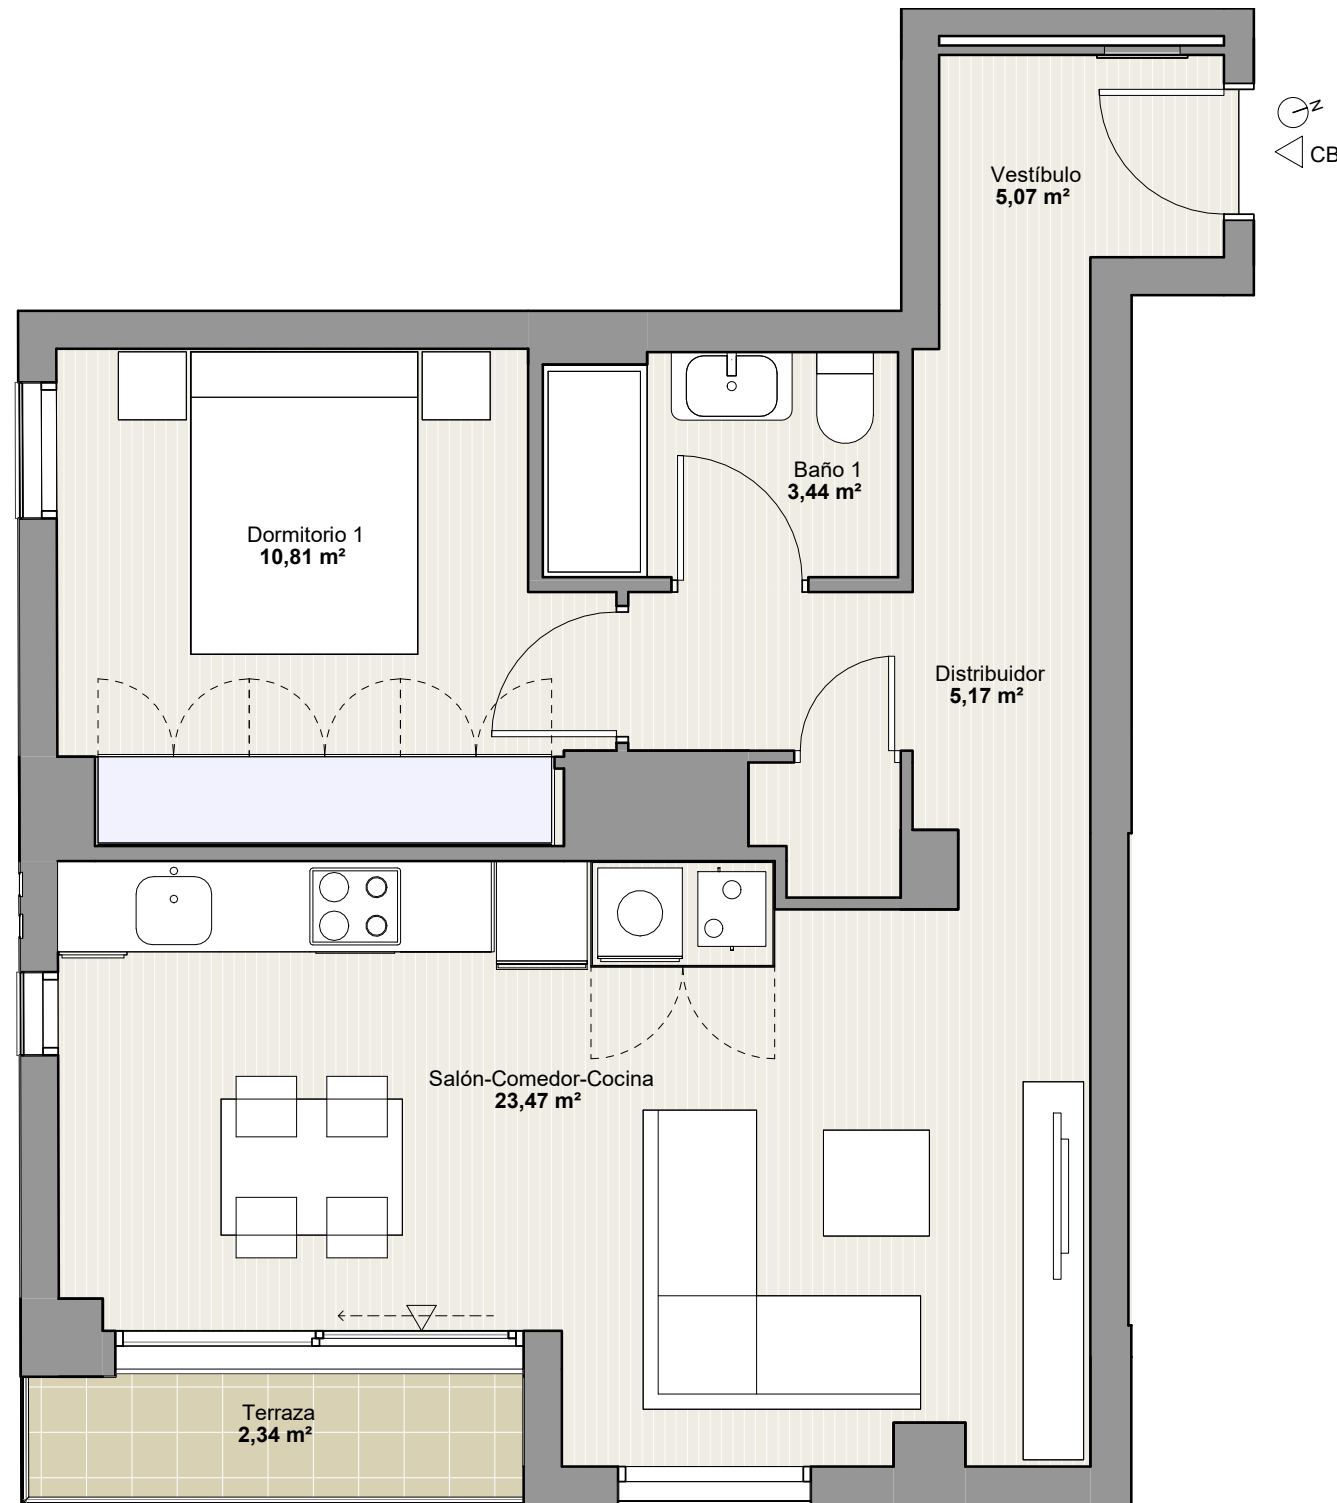 N
CB
Vestíbulo
5,07 m²
Baño 1
3,44 m²
Dormitorio 1
10,81 m²
Distribuidor
5,17 m²
Salón-Comedor-Cocina
23,47 m²
Terraza
2,34 m²